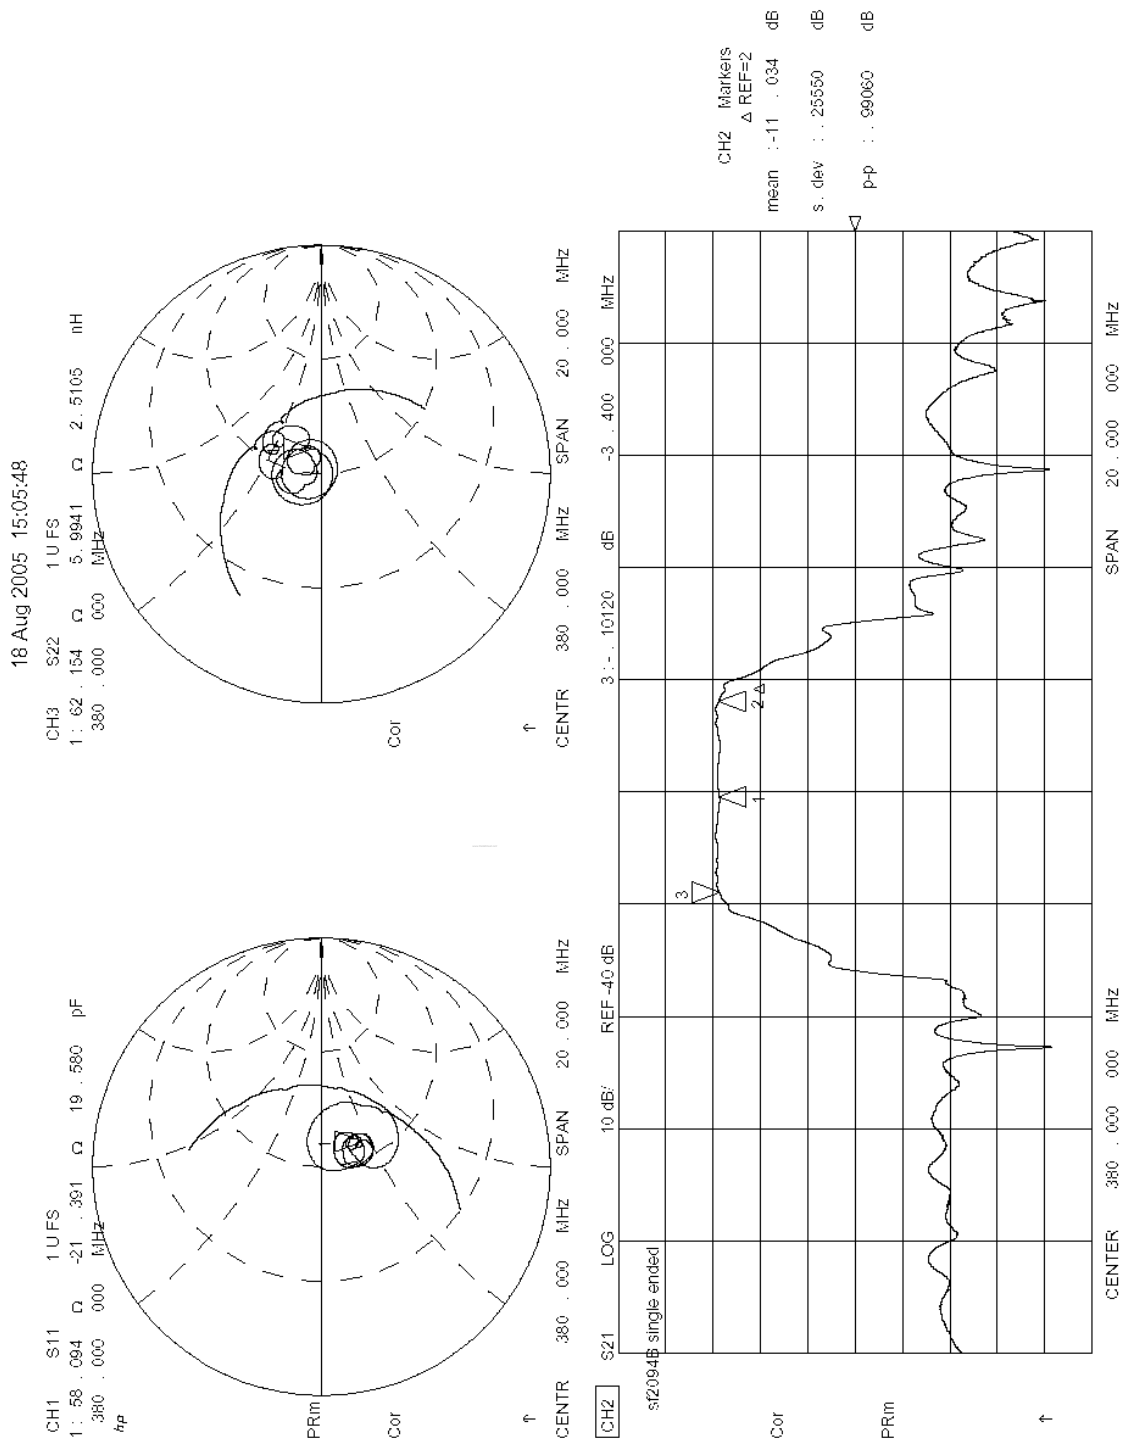 18 Aug 2005 15:05:48
CH1 S11 1 U FS
1 : 58 . 094 Ω -21 . 391 Ω 19 . 580 pF
380 . 000 000 MHz
hp
PRm
Cor
↑
CENTR 380 . 000 MHz SPAN 20 . 000 MHz
CH3 S22 1 U FS
1 : 62 . 154 Ω 5 . 9941 Ω 2 . 5105 nH
380 . 000 000 MHz
Cor
↑
CENTR 380 . 000 MHz SPAN 20 . 000 MHz
CH2 S21 LOG 10 dB/ REF -40 dB 3 : - . 10120 dB -3 . 400 000 MHz
sf2094B single ended
Cor
PRm
↑
3
1
2
CH2 Markers
Δ REF=2
mean : -11 . 034 dB
s. dev : . 25550 dB
p-p : . 99060 dB
CENTER 380 . 000 000 MHz SPAN 20 . 000 000 MHz